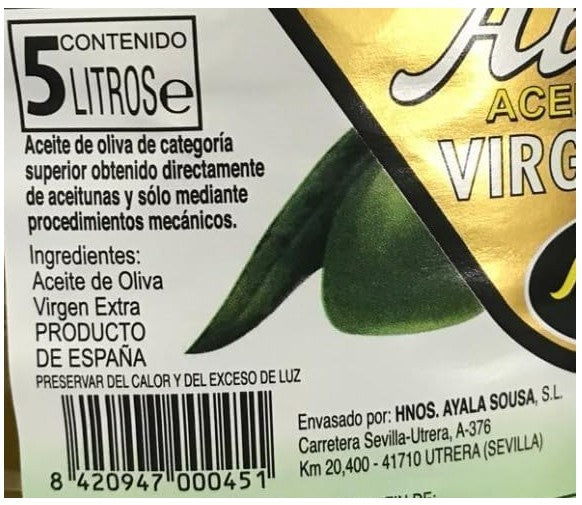 CONTENIDO
5 LITROS e
Aceite de oliva de categoría
superior obtenido directamente
de aceitunas y sólo mediante
procedimientos mecánicos.
Ingredientes:
Aceite de Oliva
Virgen Extra
PRODUCTO
DE ESPAÑA
PRESERVAR DEL CALOR Y DEL EXCESO DE LUZ
8 420947 000451
ACE
VIRG
Envasado por: HNOS. AYALA SOUSA, S.L.
Carretera Sevilla-Utrera, A-376
Km 20,400 - 41710 UTRERA (SEVILLA)